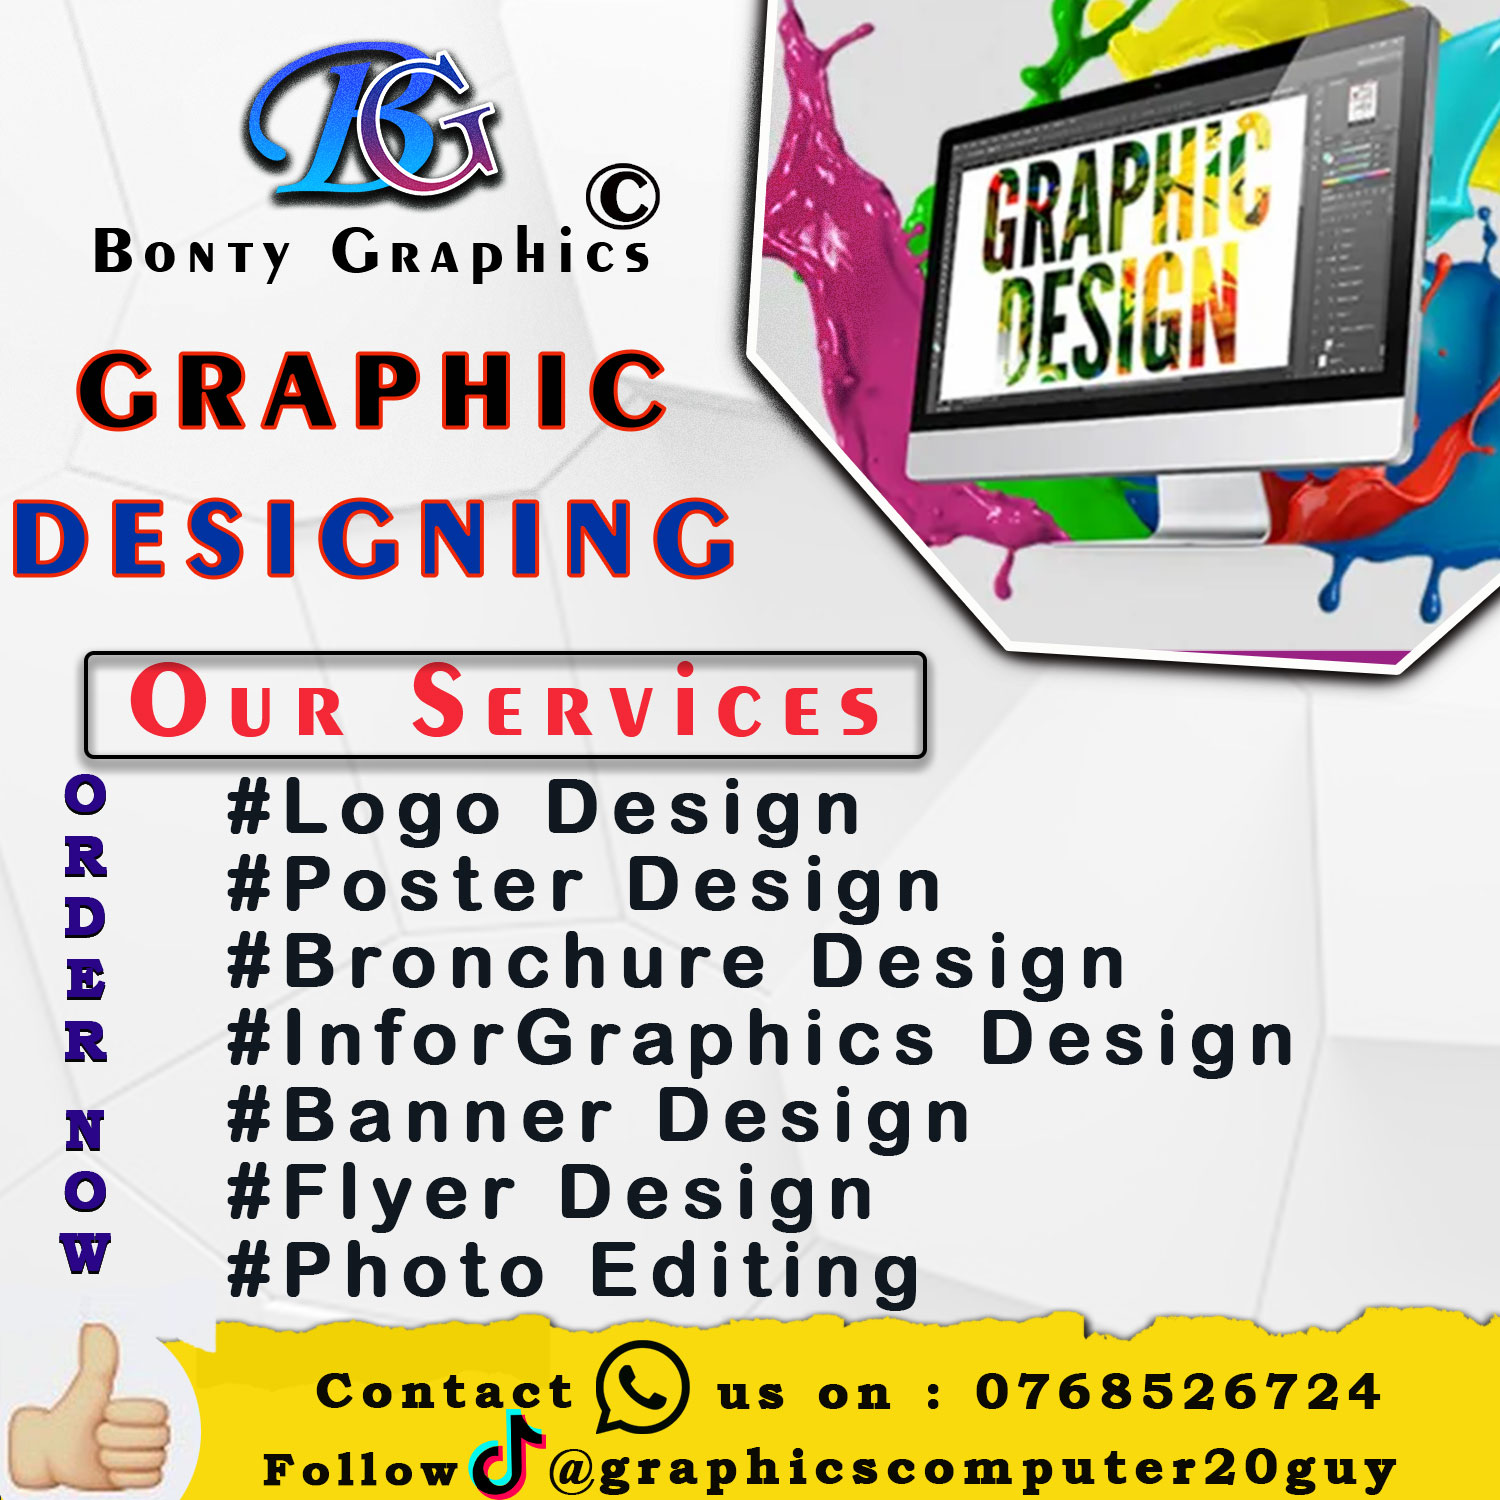 BG
©
Bonty Graphics
GRAPHIC
DESIGNING
GRAPHIC
DESIGN
Our Services
ORDER NOW
#Logo Design
#Poster Design
#Bronchure Design
#InforGraphics Design
#Banner Design
#Flyer Design
#Photo Editing
Contact us on : 0768526724
Follow @graphicscomputer20guy